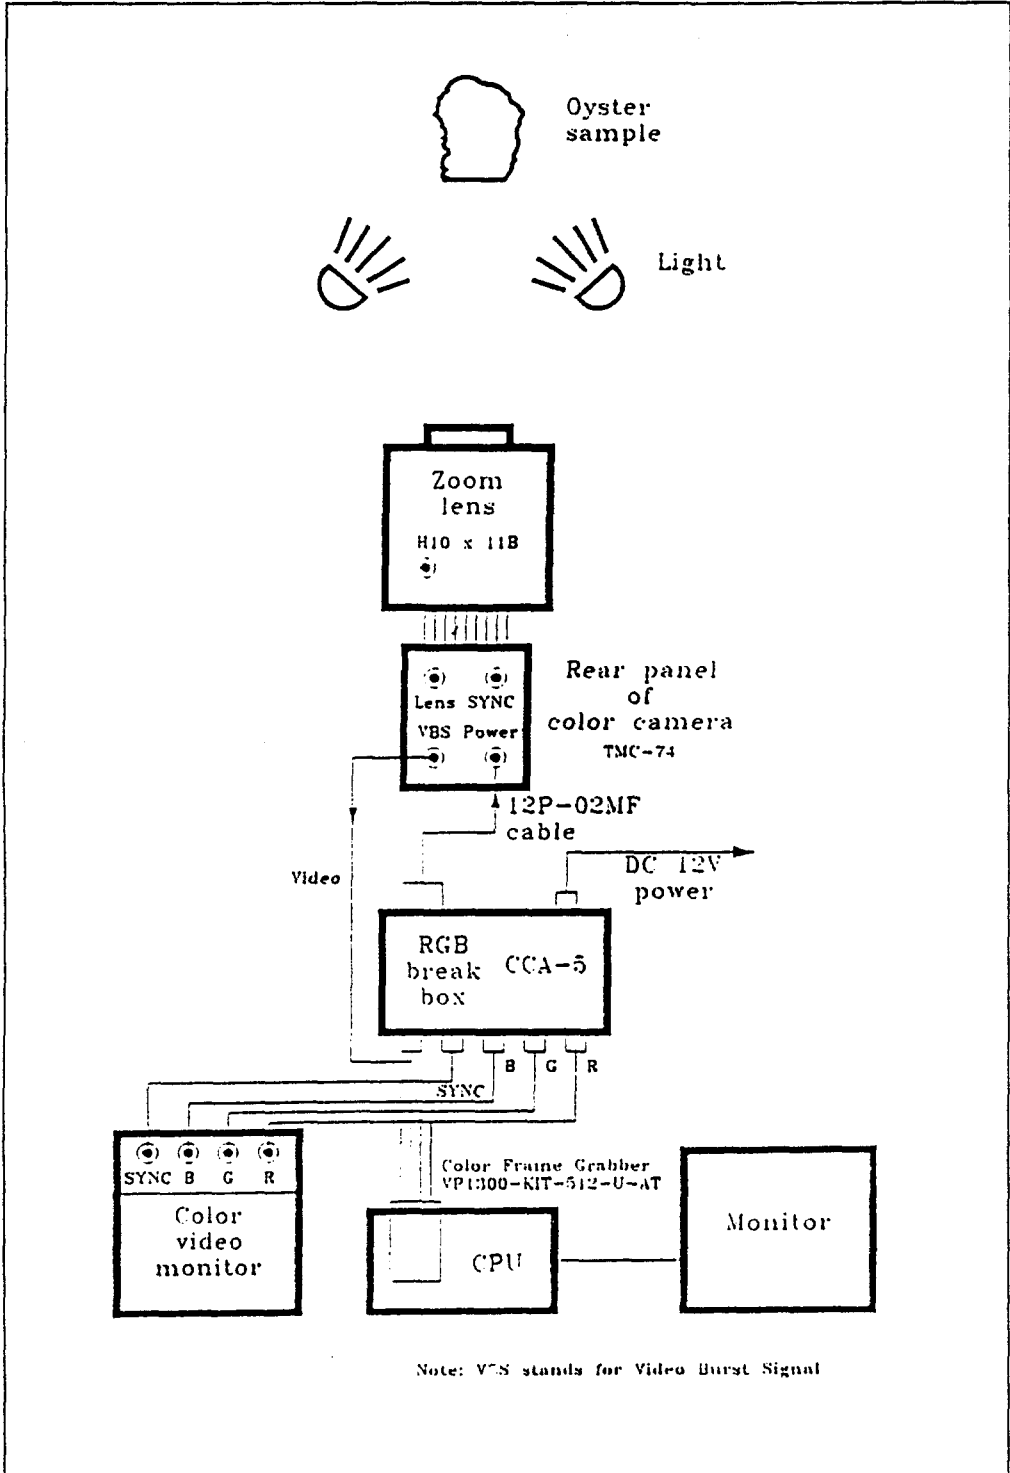 Oyster
sample
Light
Zoom
lens
H10 x 11B
Lens SYNC
VBS Power
Rear panel
of
color camera
TMC-74
12P-02MF
cable
DC 12V
power
Video
RGB
break
box
CCA-5
B G R
SYNC
SYNC B G R
Color
video
monitor
Color Frame Grabber
VP1300-KIT-512-U-AT
CPU
Monitor
Note: VBS stands for Video Burst Signal